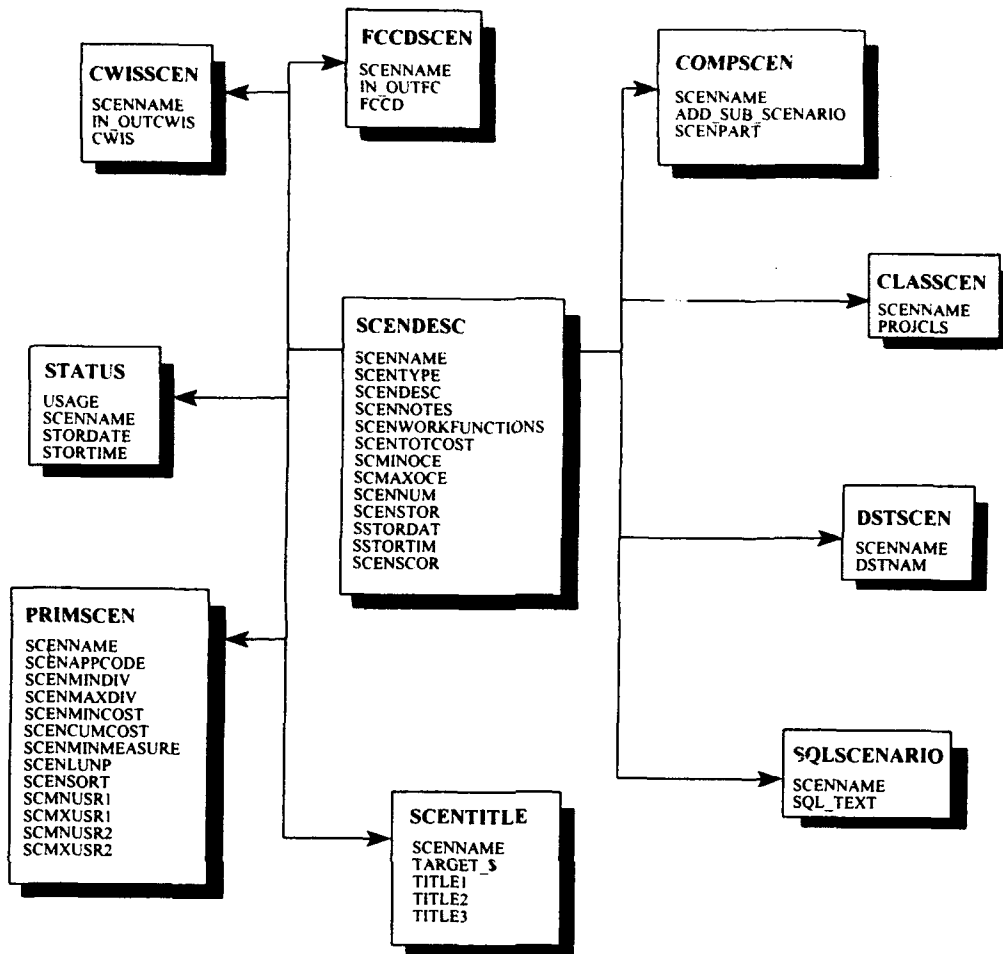 CWISSCEN
SCENNAME
IN_OUTCWIS
CWIS
FCCDSCEN
SCENNAME
IN_OUTFC
FCCD
COMPSCEN
SCENNAME
ADD_SUB_SCENARIO
SCENPART
CLASSCEN
SCENNAME
PROJCLS
SCENDESC
SCENNAME
SCENTYPE
SCENDESC
SCENNOTES
SCENWORKFUNCTIONS
SCENTOTCOST
SCMINOCE
SCMAXOCE
SCENNUM
SCENSTOR
SSTORDAT
SSTORTIM
SCENSCOR
STATUS
USAGE
SCENNAME
STORDATE
STORTIME
DSTSCEN
SCENNAME
DSTNAM
PRIMSCEN
SCENNAME
SCENAPPCODE
SCENMINDIV
SCENMAXDIV
SCENMINCOST
SCENCUMCOST
SCENMINMEASURE
SCENLUNP
SCENSORT
SCMNUSR1
SCMXUSR1
SCMNUSR2
SCMXUSR2
SQLSCENARIO
SCENNAME
SQL_TEXT
SCENTITLE
SCENNAME
TARGET_$
TITLE1
TITLE2
TITLE3